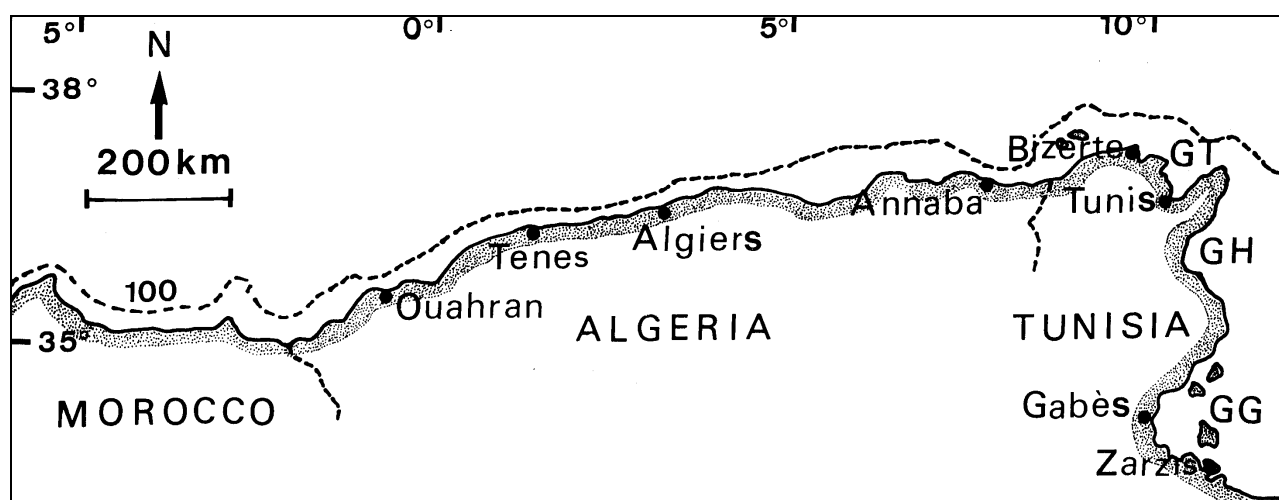 5° 0° 5° 10°
N
38°
200km
Bizerte GT
Annaba Tunis
Algiers
Tenes GH
100
Ouahran
ALGERIA TUNISIA
35°
MOROCCO
Gabès GG
Zarzis